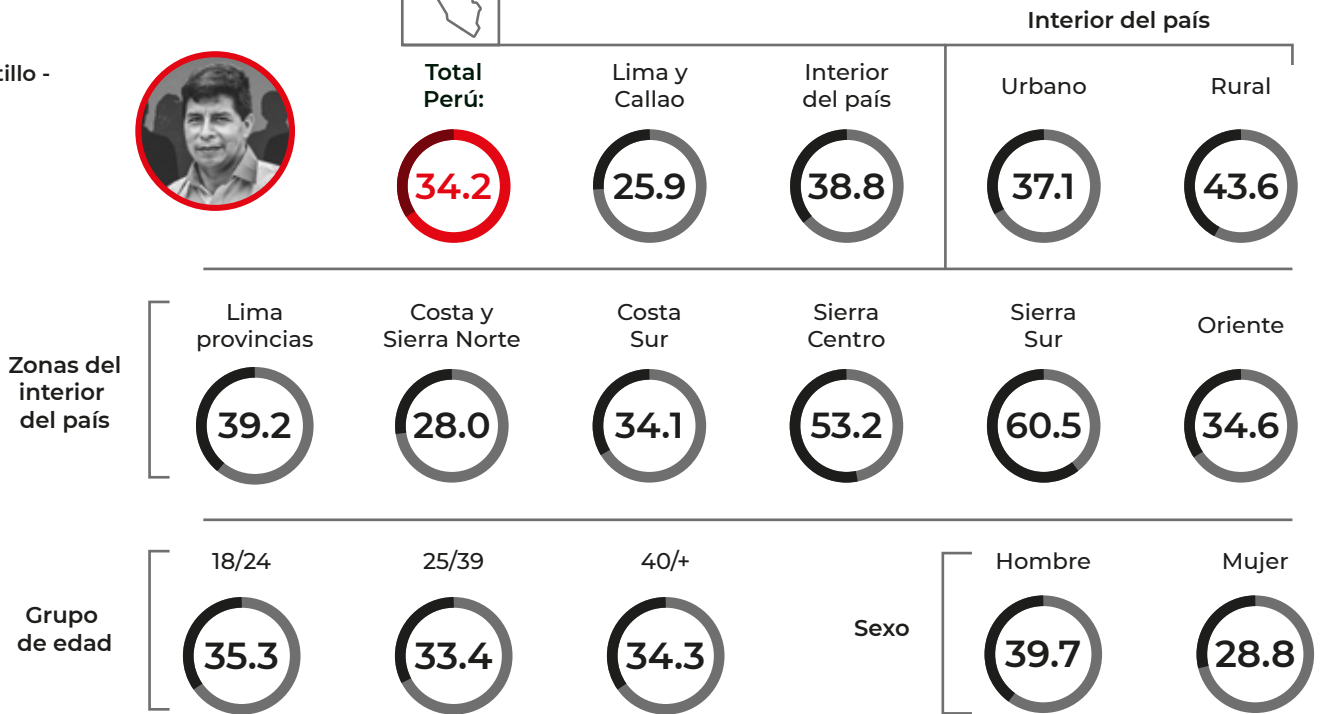 Interior del país
tillo -
Total
Perú:
Lima y
Callao
Interior
del país
Urbano
Rural
34.2
25.9
38.8
37.1
43.6
Zonas del
interior
del país
Lima
provincias
Costa y
Sierra Norte
Costa
Sur
Sierra
Centro
Sierra
Sur
Oriente
39.2
28.0
34.1
53.2
60.5
34.6
Grupo
de edad
18/24
25/39
40/+
35.3
33.4
34.3
Sexo
Hombre
Mujer
39.7
28.8